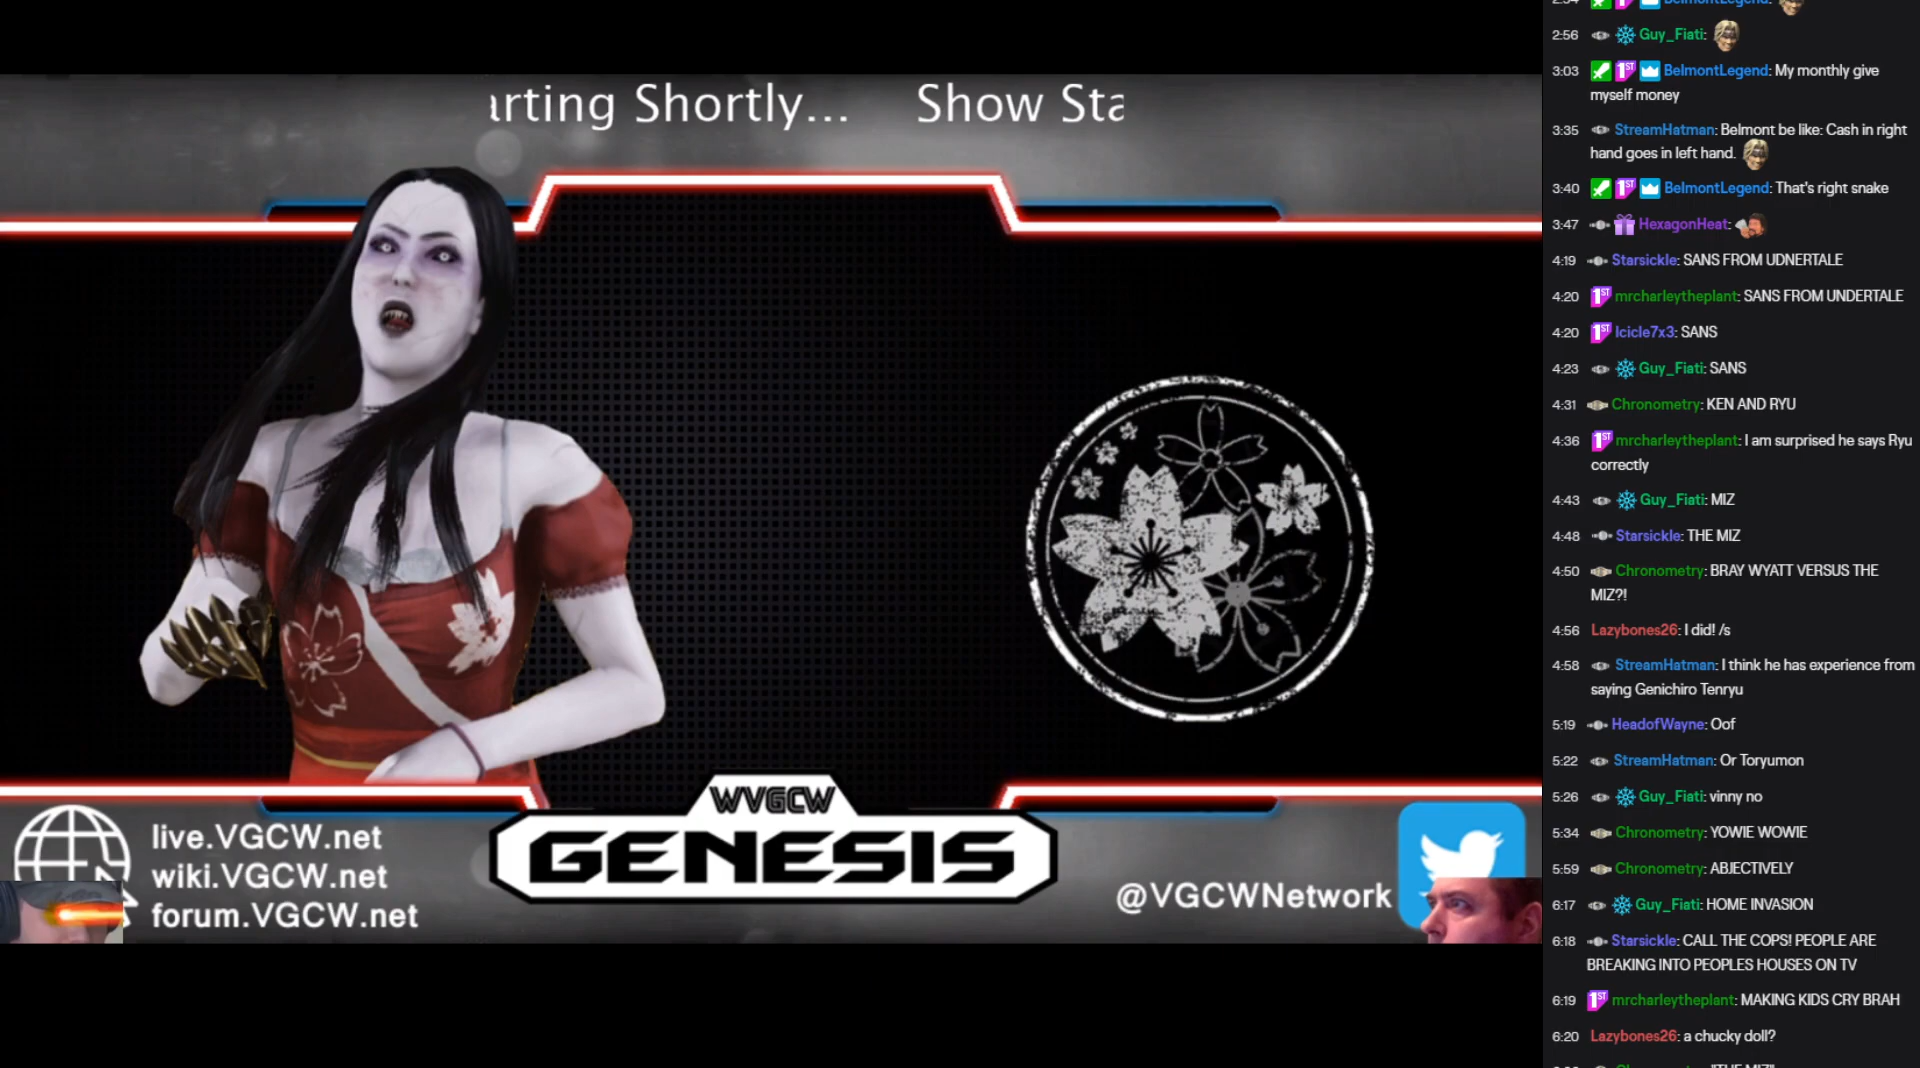 arting Shortly...    Show Sta
WVGCW
GENESIS
live.VGCW.net
wiki.VGCW.net
forum.VGCW.net
@VGCWNetwork
BelmontLegend:
2:56 Guy_Fiati:
3:03 1ST BelmontLegend: My monthly give
myself money
3:35 StreamHatman: Belmont be like: Cash in right
hand goes in left hand.
3:40 1ST BelmontLegend: That's right snake
3:47 HexagonHeat:
4:19 Starsickle: SANS FROM UDNERTALE
4:20 1ST mrcharleytheplant: SANS FROM UNDERTALE
4:20 1ST Icicle7x3: SANS
4:23 Guy_Fiati: SANS
4:31 Chronometry: KEN AND RYU
4:36 1ST mrcharleytheplant: I am surprised he says Ryu
correctly
4:43 Guy_Fiati: MIZ
4:48 Starsickle: THE MIZ
4:50 Chronometry: BRAY WYATT VERSUS THE
MIZ?!
4:56 Lazybones26: I did! /s
4:58 StreamHatman: I think he has experience from
saying Genichiro Tenryu
5:19 HeadofWayne: Oof
5:22 StreamHatman: Or Toryumon
5:26 Guy_Fiati: vinny no
5:34 Chronometry: YOWIE WOWIE
5:59 Chronometry: ABJECTIVELY
6:17 Guy_Fiati: HOME INVASION
6:18 Starsickle: CALL THE COPS! PEOPLE ARE
BREAKING INTO PEOPLES HOUSES ON TV
6:19 1ST mrcharleytheplant: MAKING KIDS CRY BRAH
6:20 Lazybones26: a chucky doll?